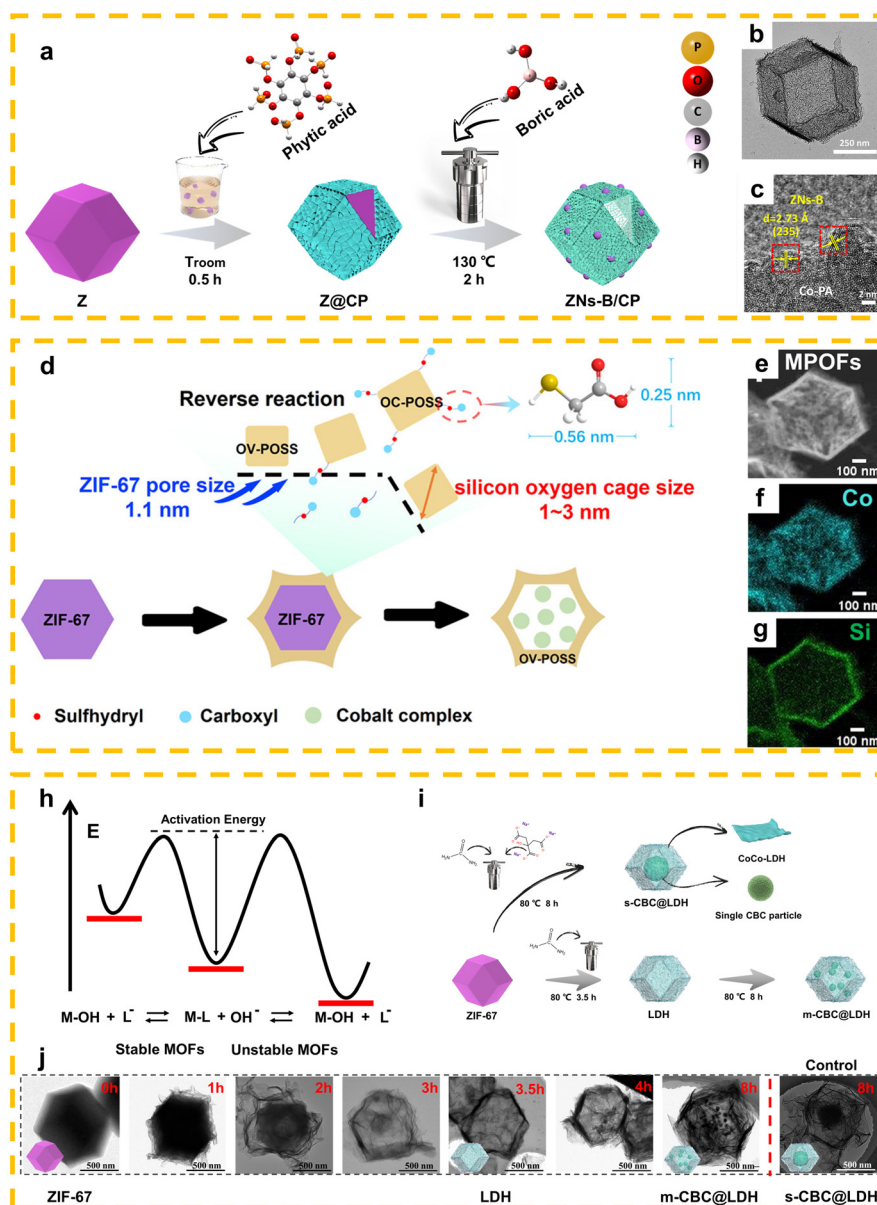 a
Phytic acid
Boric acid
P
O
C
B
H
Troom
0.5 h
130 ℃
2 h
Z
Z@CP
ZNs-B/CP
b
250 nm
c
ZNs-B
d=2.73 Å
(235)
Co-PA
2 nm
d
Reverse reaction
OC-POSS
OV-POSS
0.25 nm
0.56 nm
ZIF-67 pore size
1.1 nm
silicon oxygen cage size
1~3 nm
ZIF-67
ZIF-67
OV-POSS
Sulfhydryl
Carboxyl
Cobalt complex
e
MPOFs
100 nm
f
Co
100 nm
g
Si
100 nm
h
E
Activation Energy
M-OH + L⁻ ⇌ M-L + OH⁻ ⇌ M-OH + L⁻
Stable MOFs
Unstable MOFs
i
80 ℃ 8 h
s-CBC@LDH
CoCo-LDH
Single CBC particle
ZIF-67
80 ℃ 3.5 h
LDH
80 ℃ 8 h
m-CBC@LDH
j
0h
1h
2h
3h
3.5h
4h
8h
Control
8h
500 nm
500 nm
500 nm
500 nm
500 nm
500 nm
500 nm
500 nm
ZIF-67
LDH
m-CBC@LDH
s-CBC@LDH